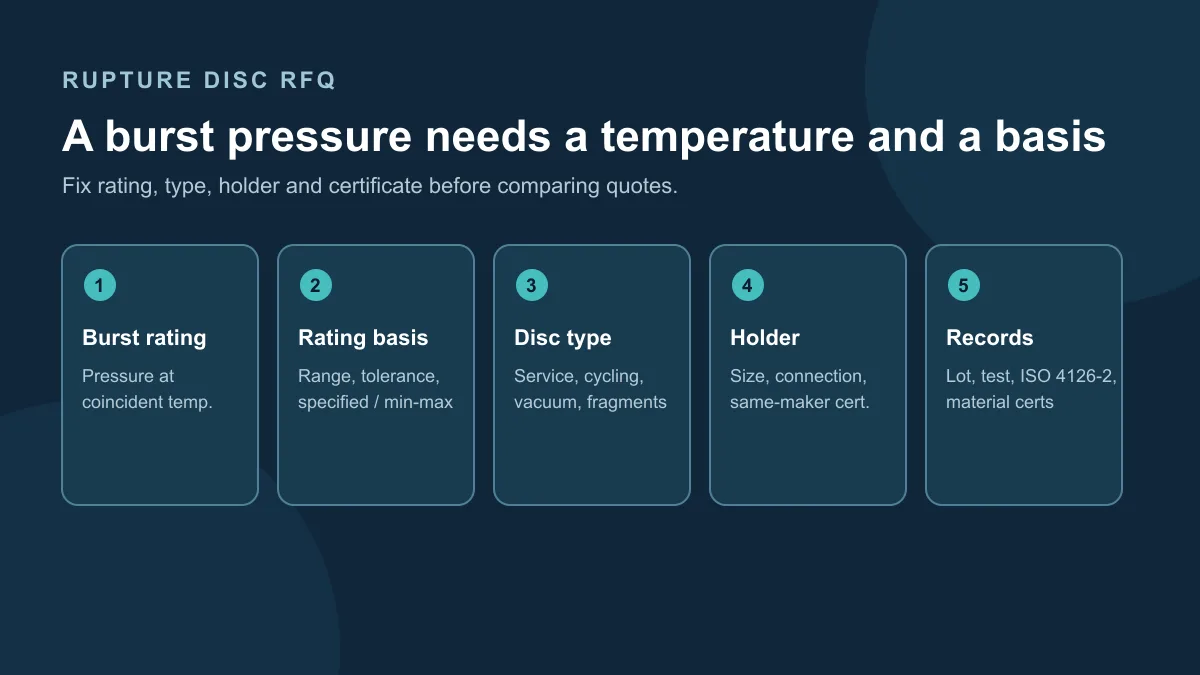 RUPTURE DISC RFQ
A burst pressure needs a temperature and a basis
Fix rating, type, holder and certificate before comparing quotes.
1
Burst rating
Pressure at
coincident temp.
2
Rating basis
Range, tolerance,
specified / min-max
3
Disc type
Service, cycling,
vacuum, fragments
4
Holder
Size, connection,
same-maker cert.
5
Records
Lot, test, ISO 4126-2,
material certs